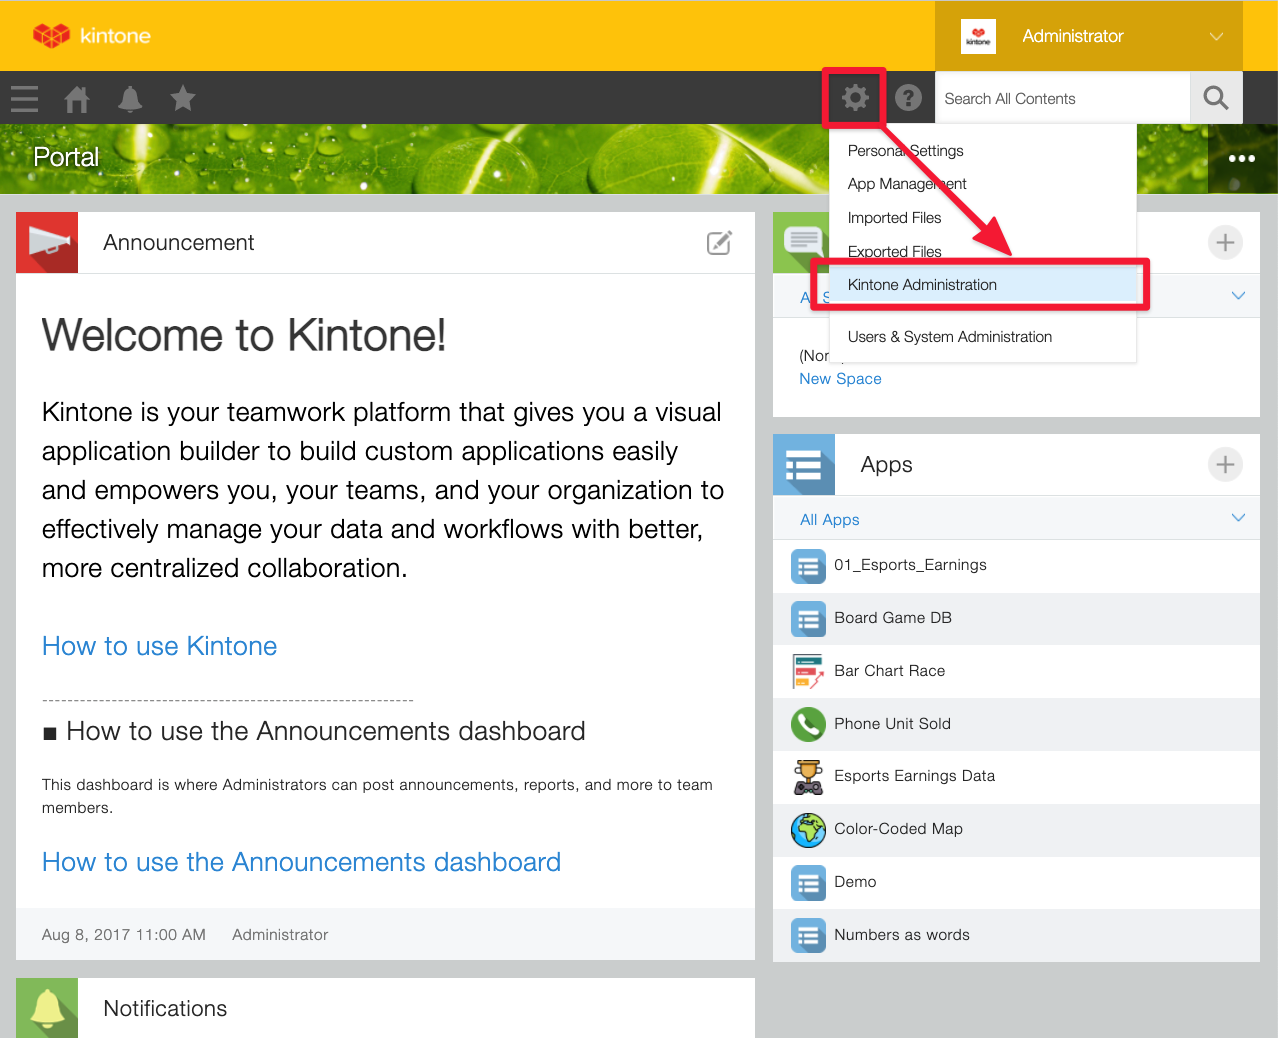 kintone
kintone
Administrator
Search All Contents
Portal
Personal Settings
App Management
Imported Files
Exported Files
Kintone Administration
Users & System Administration
Announcement
Welcome to Kintone!
Kintone is your teamwork platform that gives you a visual
application builder to build custom applications easily
and empowers you, your teams, and your organization to
effectively manage your data and workflows with better,
more centralized collaboration.
How to use Kintone
-----------------------------------------------------------
■ How to use the Announcements dashboard
This dashboard is where Administrators can post announcements, reports, and more to team
members.
How to use the Announcements dashboard
Aug 8, 2017 11:00 AM Administrator
Notifications
New Space
Apps
All Apps
01_Esports_Earnings
Board Game DB
Bar Chart Race
Phone Unit Sold
Esports Earnings Data
Color-Coded Map
Demo
Numbers as words